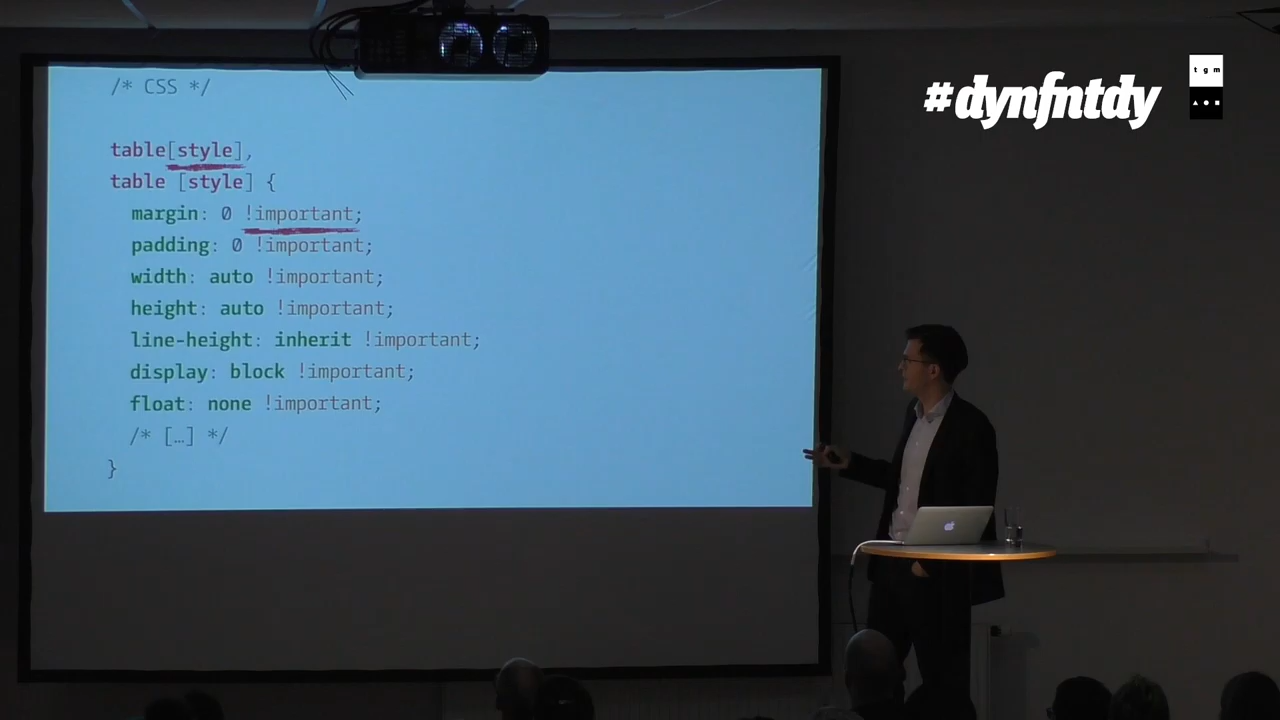 /* CSS */
table[style],
table [style] {
margin: 0 !important;
padding: 0 !important;
width: auto !important;
height: auto !important;
line-height: inherit !important;
display: block !important;
float: none !important;
/* […] */
}
#dynfntdy
tgm